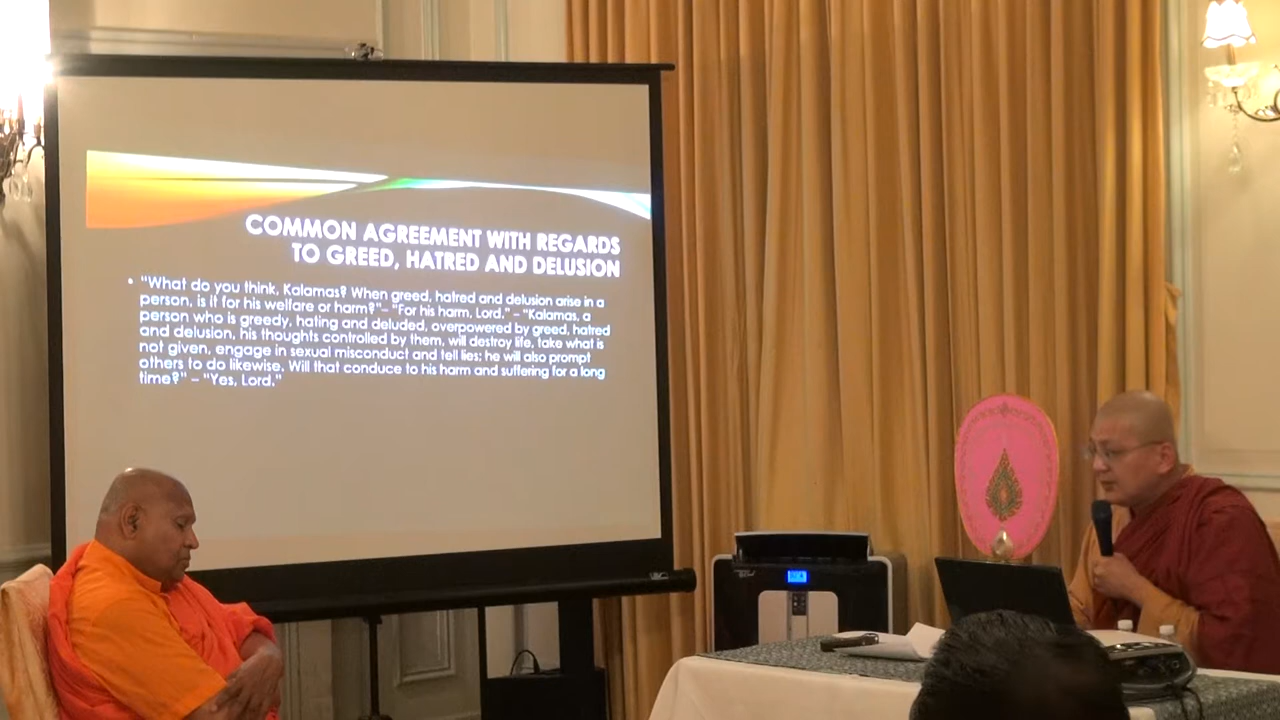 COMMON AGREEMENT WITH REGARDS
TO GREED, HATRED AND DELUSION
• "What do you think, Kalamas? When greed, hatred and delusion arise in a
person, is it for his welfare or harm?"– "For his harm, Lord." – "Kalamas, a
person who is greedy, hating and deluded, overpowered by greed, hatred
and delusion, his thoughts controlled by them, will destroy life, take what is
not given, engage in sexual misconduct and tell lies; he will also prompt
others to do likewise. Will that conduce to his harm and suffering for a long
time?" – "Yes, Lord."